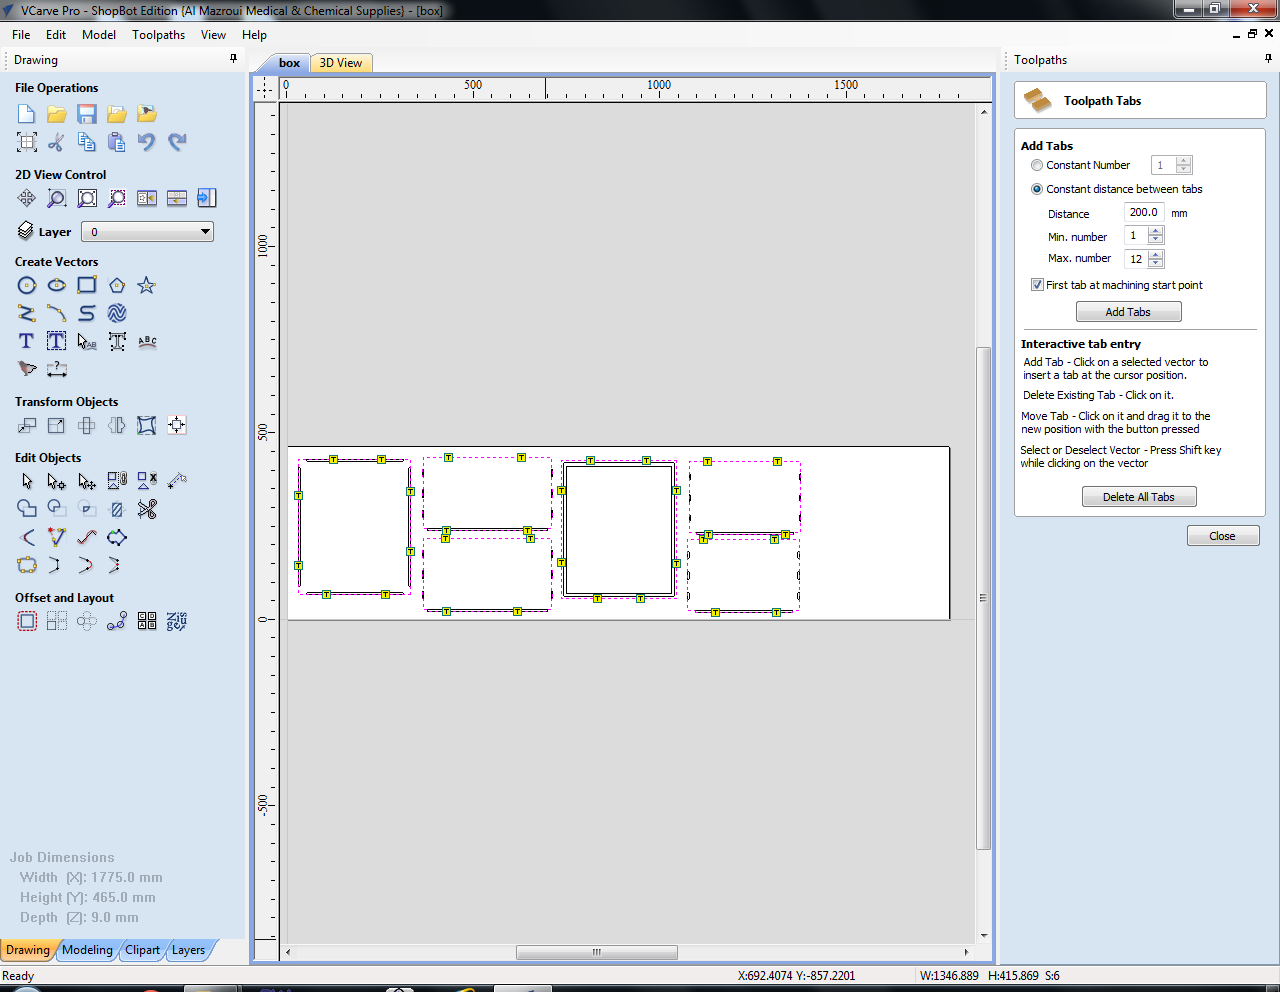 VCarve Pro - ShopBot Edition {Al Mazroui Medical & Chemical Supplies} - [box]
File Edit Model Toolpaths View Help
Drawing
File Operations
2D View Control
Layer 0
Create Vectors
Transform Objects
Edit Objects
Offset and Layout
Job Dimensions
Width (X): 1775.0 mm
Height (Y): 465.0 mm
Depth (Z): 9.0 mm
Drawing Modeling Clipart Layers
box 3D View
0 500 1000 1500
1000
500
0
-500
Toolpaths
Toolpath Tabs
Add Tabs
Constant Number 1
Constant distance between tabs
Distance 200.0 mm
Min. number 1
Max. number 12
First tab at machining start point
Add Tabs
Interactive tab entry
Add Tab - Click on a selected vector to
insert a tab at the cursor position.
Delete Existing Tab - Click on it.
Move Tab - Click on it and drag it to the
new position with the button pressed
Select or Deselect Vector - Press Shift key
while clicking on the vector
Delete All Tabs
Close
Ready X:692.4074 Y:-857.2201 W:1346.889 H:415.869 S:6